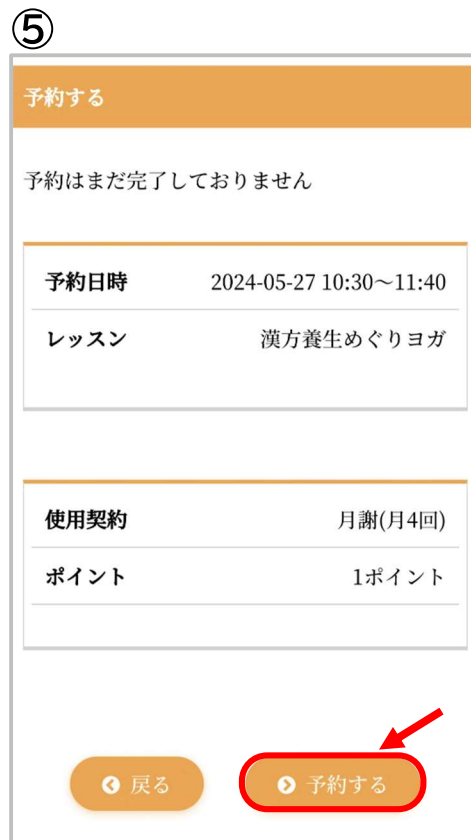 ⑤
予約する
予約はまだ完了しておりません
予約日時 2024-05-27 10:30〜11:40
レッスン 漢方養生めぐりヨガ
使用契約 月謝(月4回)
ポイント 1ポイント
戻る 予約する